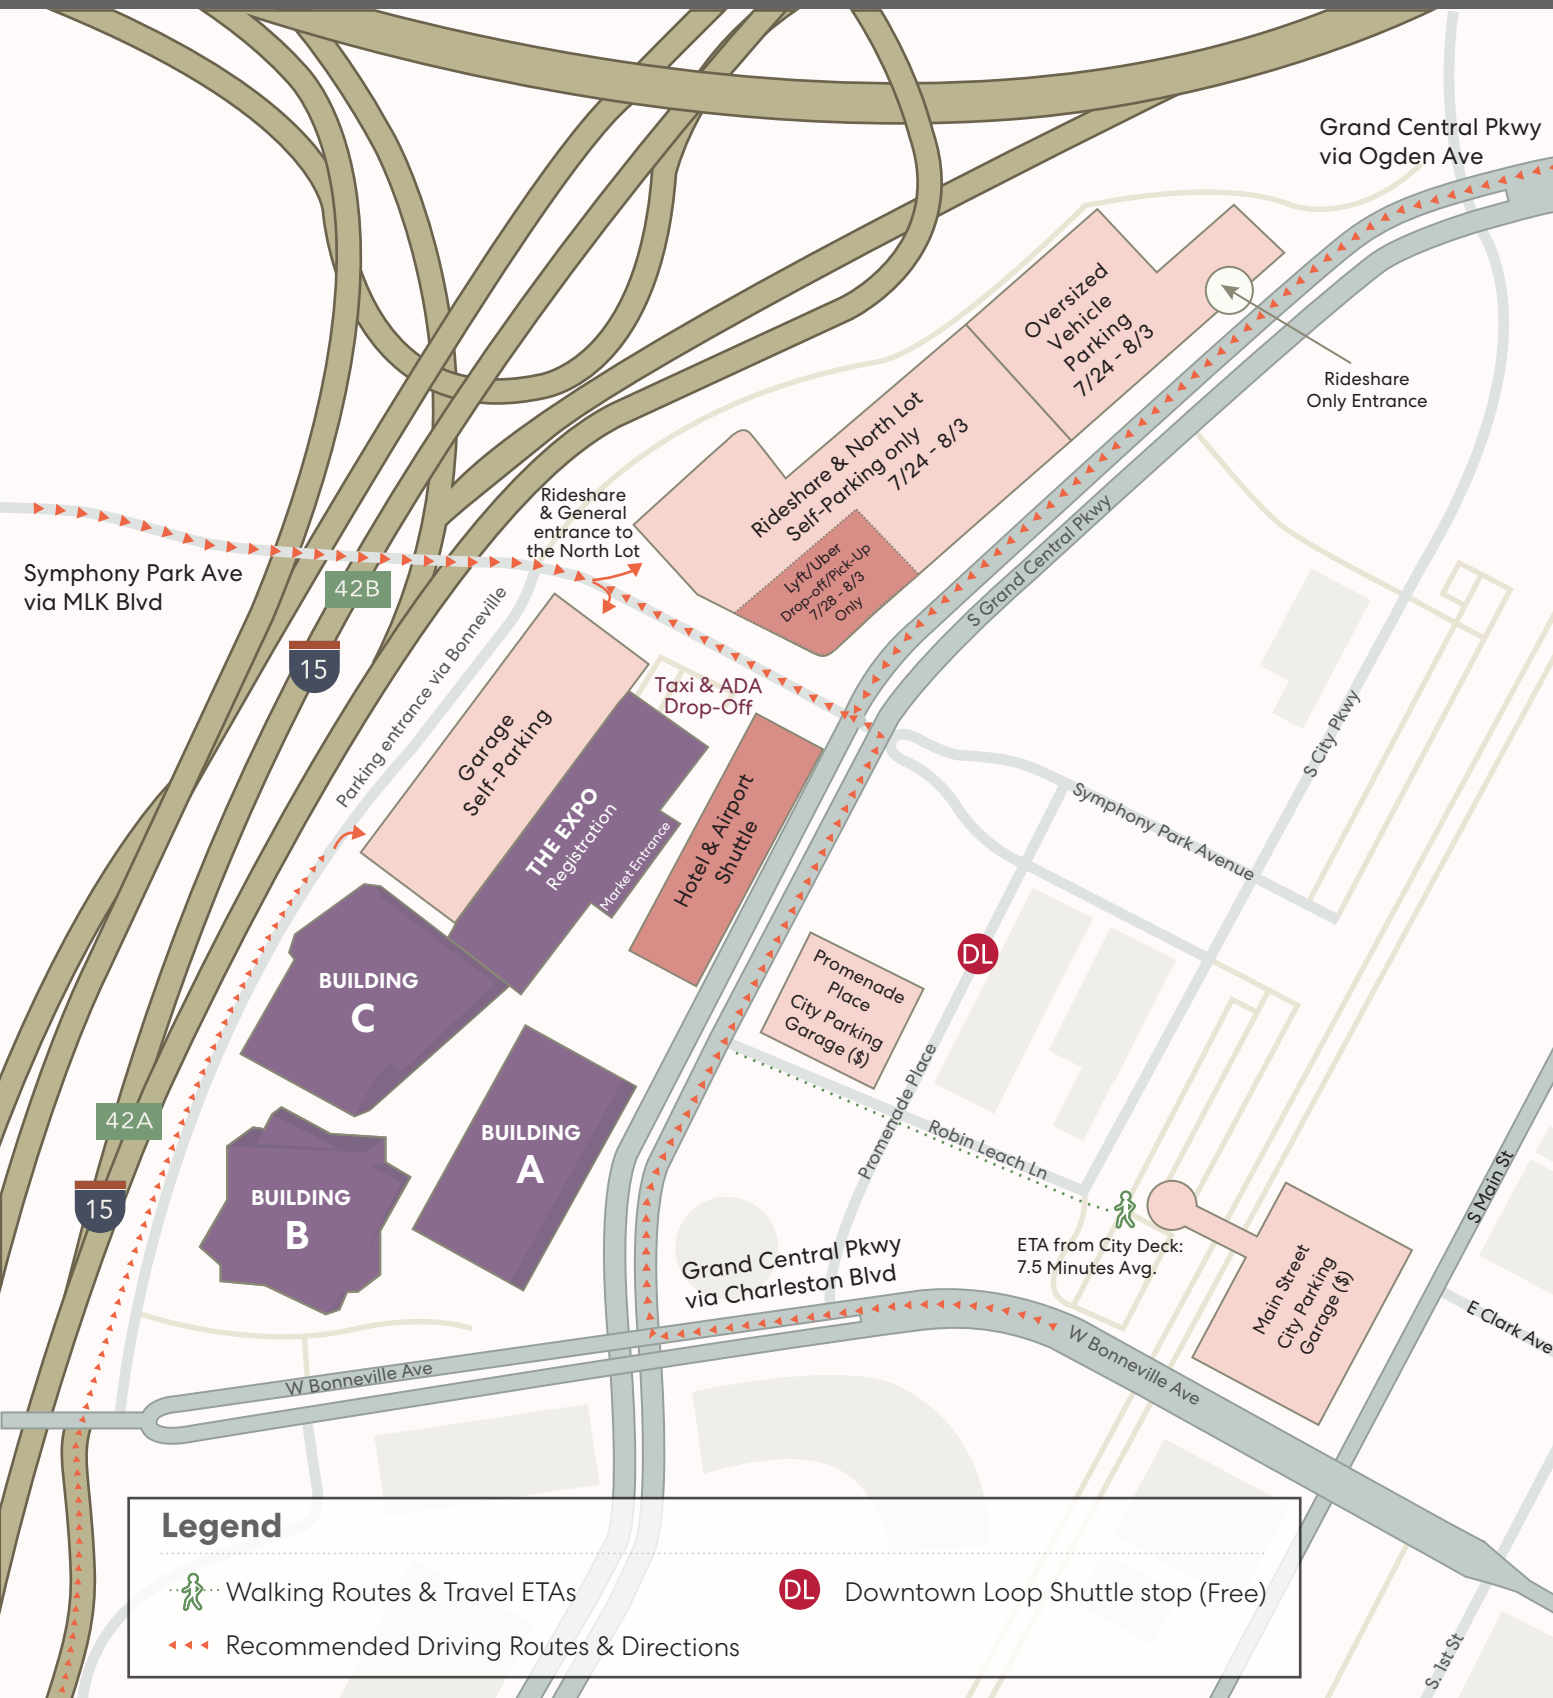 Grand Central Pkwy
via Ogden Ave
Oversized
Vehicle
Parking
7/24 - 8/3
Rideshare
Only Entrance
Rideshare & North Lot
Self-Parking only
7/24 - 8/3
Rideshare
& General
entrance to
the North Lot
Lyft/Uber
Drop-off/Pick-Up
7/28 - 8/3
Only
S Grand Central Pkwy
Symphony Park Ave
via MLK Blvd
42B
15
Parking entrance via Bonneville
Garage
Self-Parking
Taxi & ADA
Drop-Off
THE EXPO
Registration
Market Entrance
Hotel & Airport
Shuttle
S City Pkwy
Symphony Park Avenue
DL
Promenade
Place
City Parking
Garage ($)
BUILDING
C
Promenade Place
Robin Leach Ln
42A
15
BUILDING
A
BUILDING
B
S Main St
ETA from City Deck:
7.5 Minutes Avg.
Main Street
City Parking
Garage ($)
Grand Central Pkwy
via Charleston Blvd
E Clark Ave
W Bonneville Ave
W Bonneville Ave
S. 1st St
Legend
Walking Routes & Travel ETAs
DL
Downtown Loop Shuttle stop (Free)
Recommended Driving Routes & Directions